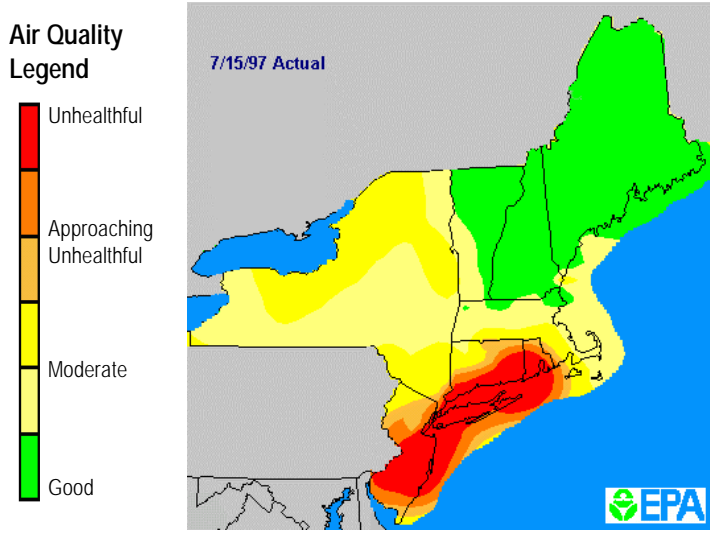 Air Quality
Legend
Unhealthful
Approaching
Unhealthful
Moderate
Good
7/15/97 Actual
EPA